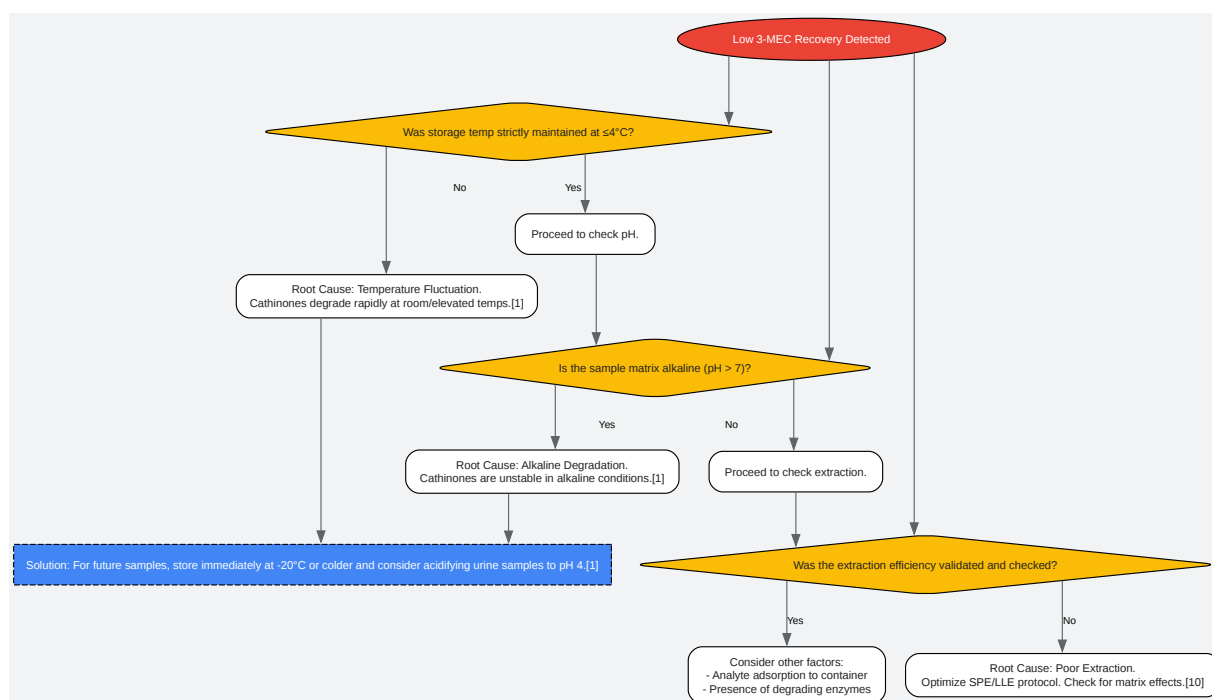 Low 3-MEC Recovery Detected
Was storage temp strictly maintained at ≤4°C?
No
Yes
Proceed to check pH.
Root Cause: Temperature Fluctuation.
Cathinones degrade rapidly at room/elevated temps.[1]
Is the sample matrix alkaline (pH > 7)?
Yes
No
Root Cause: Alkaline Degradation.
Cathinones are unstable in alkaline conditions.[1]
Proceed to check extraction.
Solution: For future samples, store immediately at -20°C or colder and consider acidifying urine samples to pH 4.[1]
Was the extraction efficiency validated and checked?
Yes
No
Consider other factors:
- Analyte adsorption to container
- Presence of degrading enzymes
Root Cause: Poor Extraction.
Optimize SPE/LLE protocol. Check for matrix effects.[10]